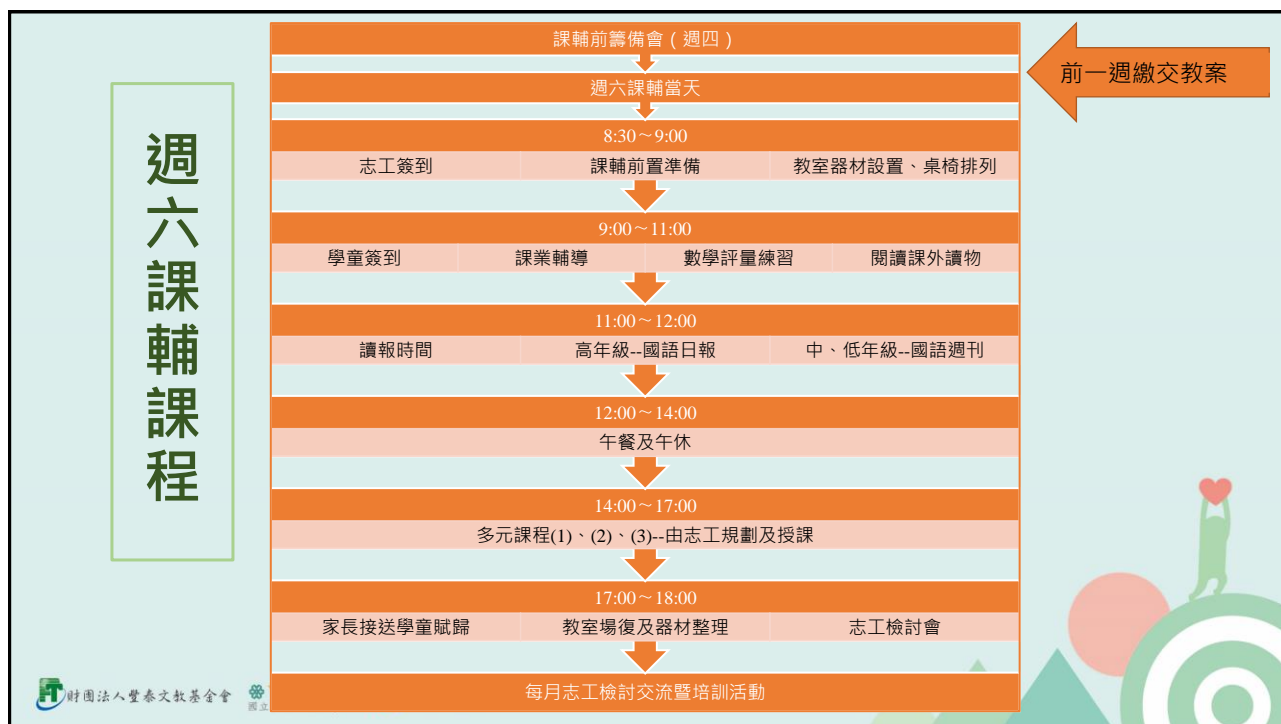 週六課輔課程
課輔前籌備會（週四）
前一週繳交教案
週六課輔當天
8:30～9:00
志工簽到 課輔前置準備 教室器材設置、桌椅排列
9:00～11:00
學童簽到 課業輔導 數學評量練習 閱讀課外讀物
11:00～12:00
讀報時間 高年級--國語日報 中、低年級--國語週刊
12:00～14:00
午餐及午休
14:00～17:00
多元課程(1)、(2)、(3)--由志工規劃及授課
17:00～18:00
家長接送學童賦歸 教室場復及器材整理 志工檢討會
每月志工檢討交流暨培訓活動
財團法人豐泰文教基金會
國立